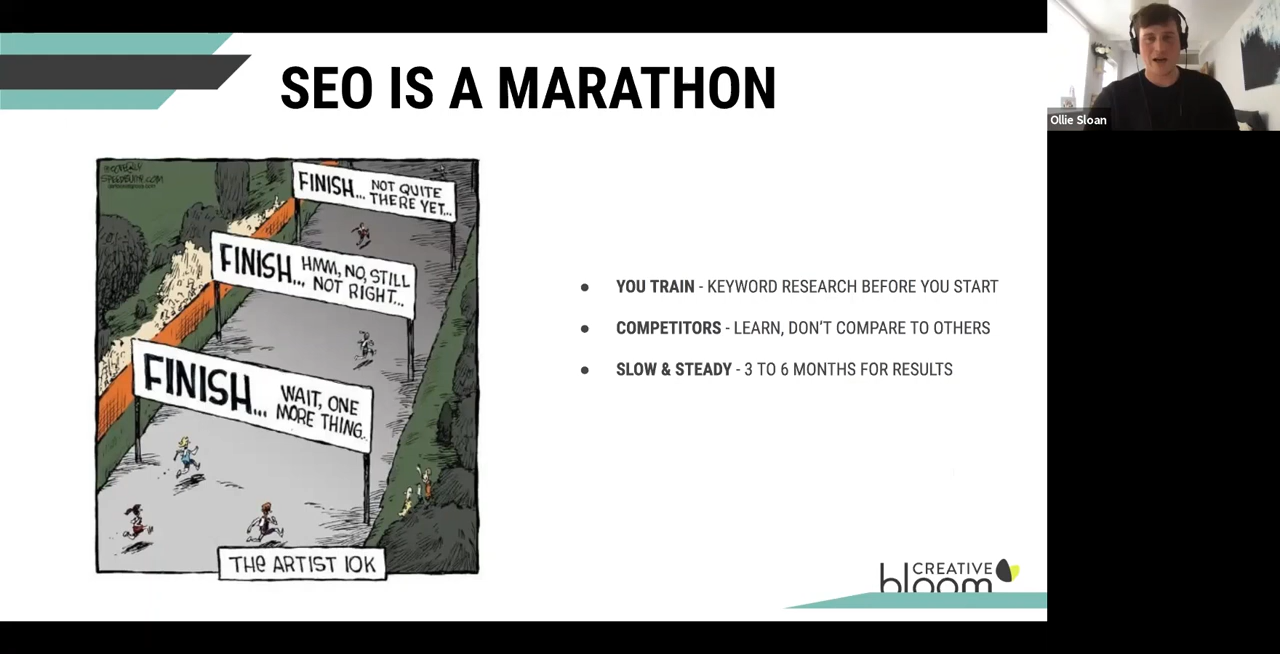 SEO IS A MARATHON
Ollie Sloan
SPEEDBUMP.COM
FINISH... NOT QUITE
THERE YET...
FINISH... HMM, NO, STILL
NOT RIGHT...
FINISH... WAIT, ONE
MORE THING...
THE ARTIST 10K
● YOU TRAIN - KEYWORD RESEARCH BEFORE YOU START
● COMPETITORS - LEARN, DON'T COMPARE TO OTHERS
● SLOW & STEADY - 3 TO 6 MONTHS FOR RESULTS
CREATIVE
bloom